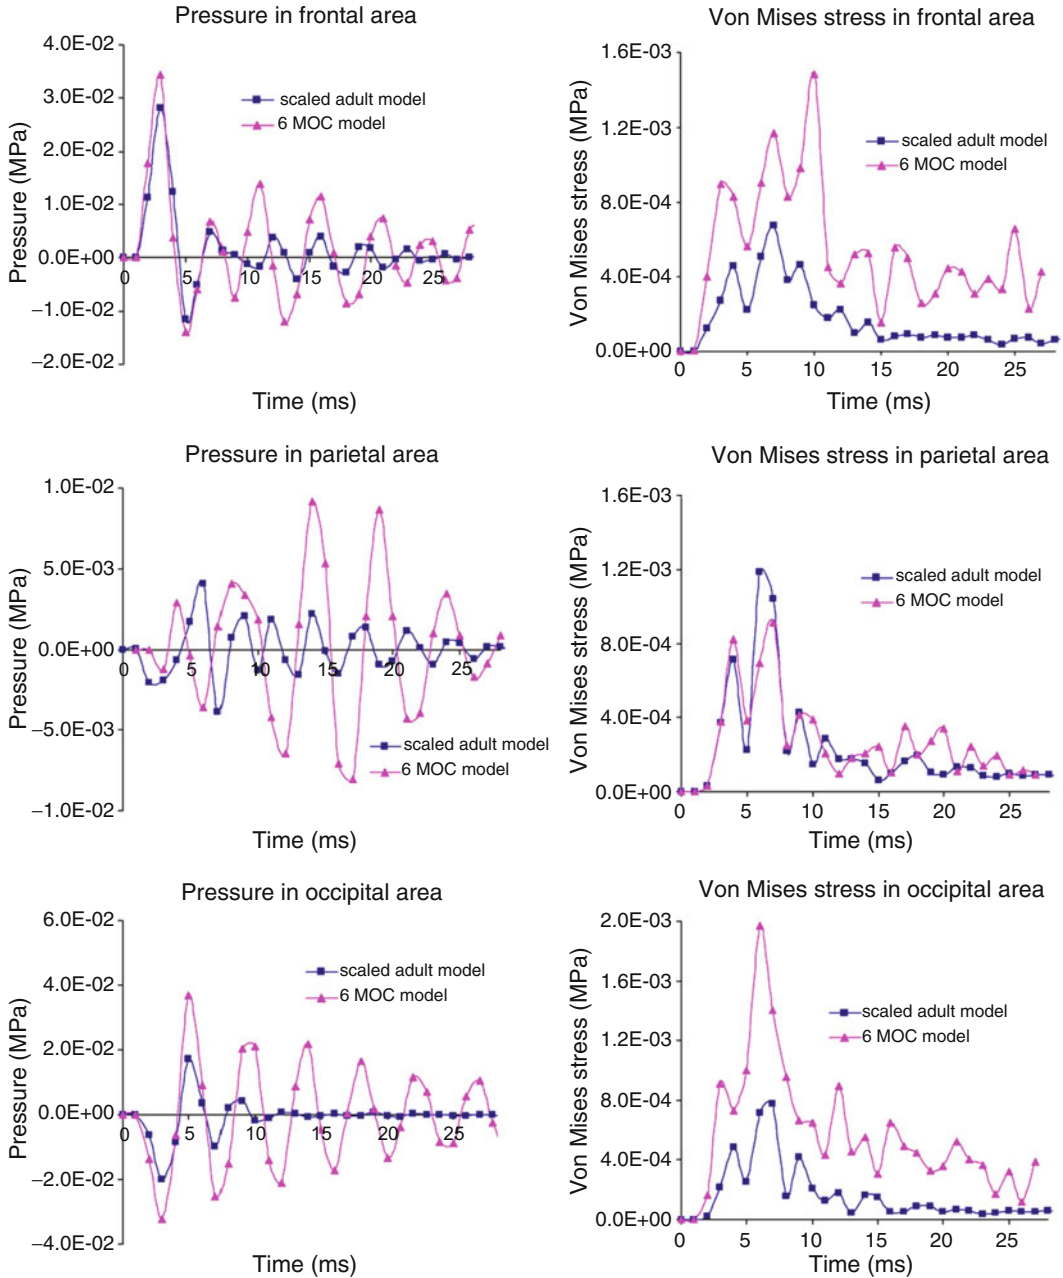 Pressure in frontal area
4.0E-02
3.0E-02
2.0E-02
1.0E-02
0.0E+00
−1.0E-02
−2.0E-02
Pressure (MPa)
scaled adult model
6 MOC model
0 5 10 15 20 25
Time (ms)
Von Mises stress in frontal area
1.6E-03
1.2E-03
8.0E-04
4.0E-04
0.0E+00
Von Mises stress (MPa)
scaled adult model
6 MOC model
0 5 10 15 20 25
Time (ms)
Pressure in parietal area
1.0E-02
5.0E-03
0.0E+00
−5.0E-03
−1.0E-02
Pressure (MPa)
0 5 10 15 20 25
scaled adult model
6 MOC model
Time (ms)
Von Mises stress in parietal area
1.6E-03
1.2E-03
8.0E-04
4.0E-04
0.0E+00
Von Mises stress (MPa)
scaled adult model
6 MOC model
0 5 10 15 20 25
Time (ms)
Pressure in occipital area
6.0E-02
4.0E-02
2.0E-02
0.0E+00
−2.0E-02
−4.0E-02
Pressure (MPa)
scaled adult model
6 MOC model
0 5 10 15 20 25
Time (ms)
Von Mises stress in occipital area
2.0E-03
1.6E-03
1.2E-03
8.0E-04
4.0E-04
0.0E+00
Von Mises stress (MPa)
scaled adult model
6 MOC model
0 5 10 15 20 25
Time (ms)